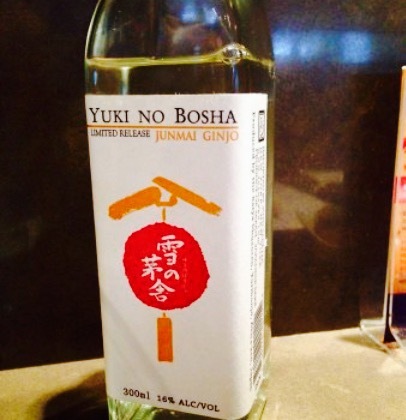 YUKI NO BOSHA
LIMITED RELEASE JUNMAI GINJO
雪の
茅舎
300ml 16% ALC/VOL